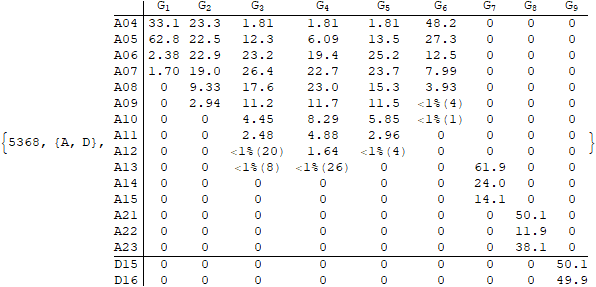 G1 G2 G3 G4 G5 G6 G7 G8 G9
A04 33.1 23.3 1.81 1.81 1.81 48.2 0 0 0
A05 62.8 22.5 12.3 6.09 13.5 27.3 0 0 0
A06 2.38 22.9 23.2 19.4 25.2 12.5 0 0 0
A07 1.70 19.0 26.4 22.7 23.7 7.99 0 0 0
A08 0 9.33 17.6 23.0 15.3 3.93 0 0 0
A09 0 2.94 11.2 11.7 11.5 <1%(4) 0 0 0
A10 0 0 4.45 8.29 5.85 <1%(1) 0 0 0
A11 0 0 2.48 4.88 2.96 0 0 0 0
{5368, {A, D}, A12 0 0 <1%(20) 1.64 <1%(4) 0 0 0 0 }
A13 0 0 <1%(8) <1%(26) 0 0 61.9 0 0
A14 0 0 0 0 0 0 24.0 0 0
A15 0 0 0 0 0 0 14.1 0 0
A21 0 0 0 0 0 0 0 50.1 0
A22 0 0 0 0 0 0 0 11.9 0
A23 0 0 0 0 0 0 0 38.1 0
D15 0 0 0 0 0 0 0 0 50.1
D16 0 0 0 0 0 0 0 0 49.9